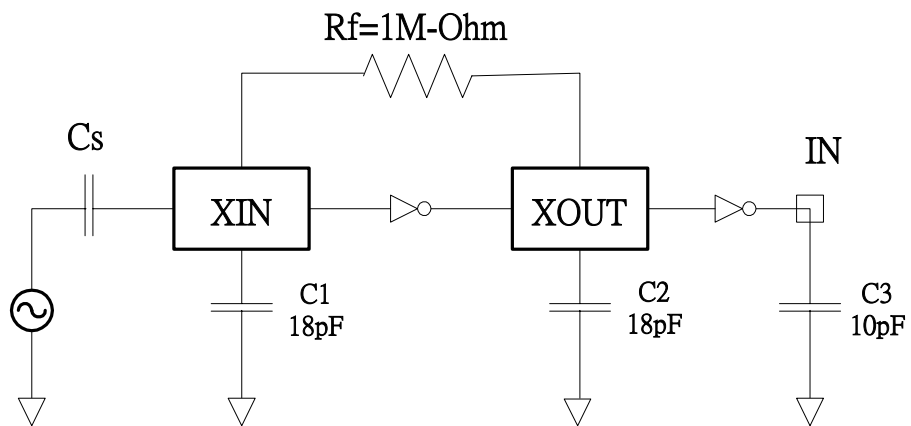 Rf=1M-Ohm
Cs
IN
XIN
XOUT
C1
18pF
C2
18pF
C3
10pF